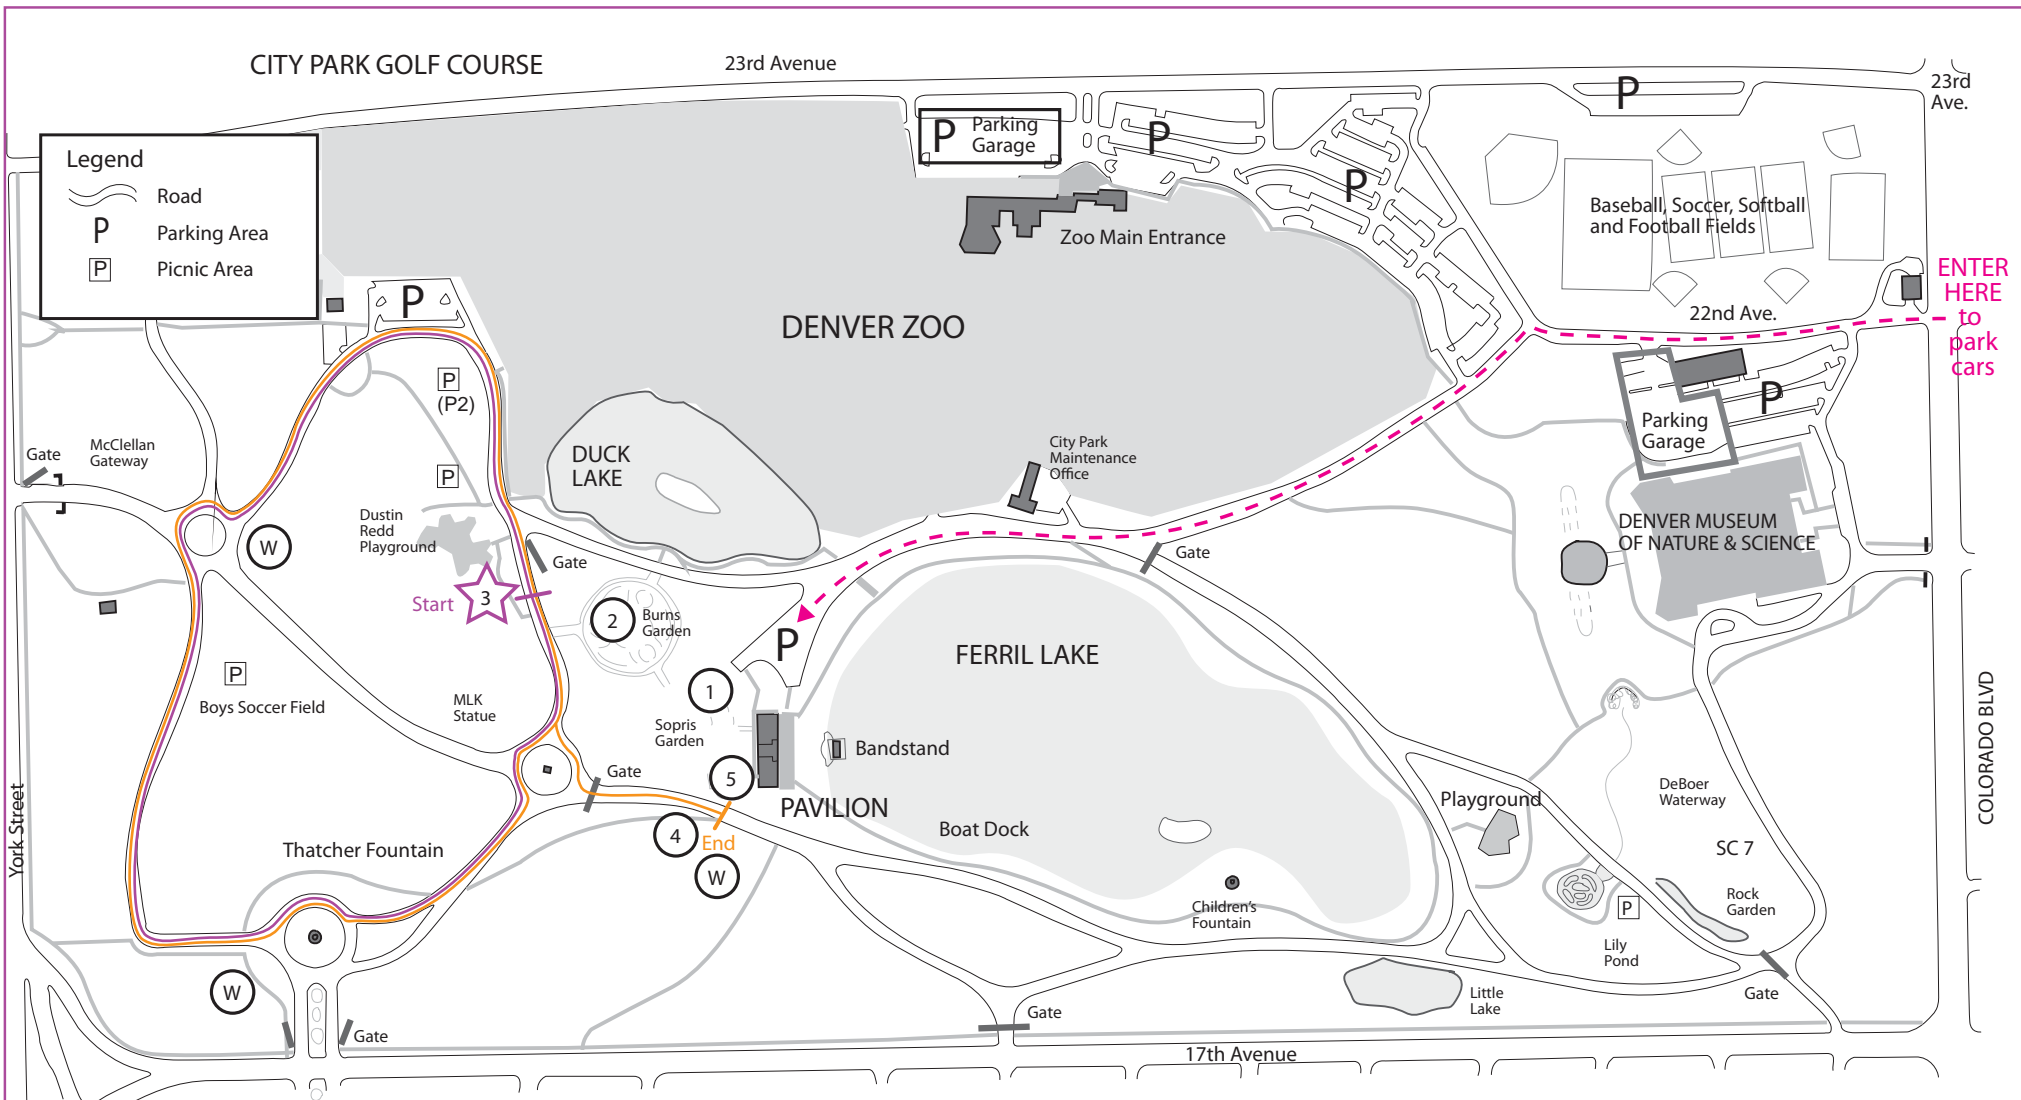 CITY PARK GOLF COURSE
23rd Avenue
23rd
Ave.
P
P
Parking
Garage
P
P
Legend
Road
P
Parking Area
P
Picnic Area
Baseball, Soccer, Softball
and Football Fields
Zoo Main Entrance
ENTER
HERE
to
park
cars
22nd Ave.
P
DENVER ZOO
P
(P2)
P
Parking
Garage
Gate
McClellan
Gateway
DUCK
LAKE
City Park
Maintenance
Office
P
Dustin
Redd
Playground
DENVER MUSEUM
OF NATURE & SCIENCE
W
Gate
Gate
Start
3
2
Burns
Garden
P
FERRIL LAKE
P
Boys Soccer Field
MLK
Statue
1
Sopris
Garden
Bandstand
COLORADO BLVD
Gate
5
PAVILION
DeBoer
Waterway
Playground
York Street
4
End
Boat Dock
Thatcher Fountain
SC 7
W
Children's
Fountain
P
Rock
Garden
Lily
Pond
W
Little
Lake
Gate
Gate
Gate
17th Avenue